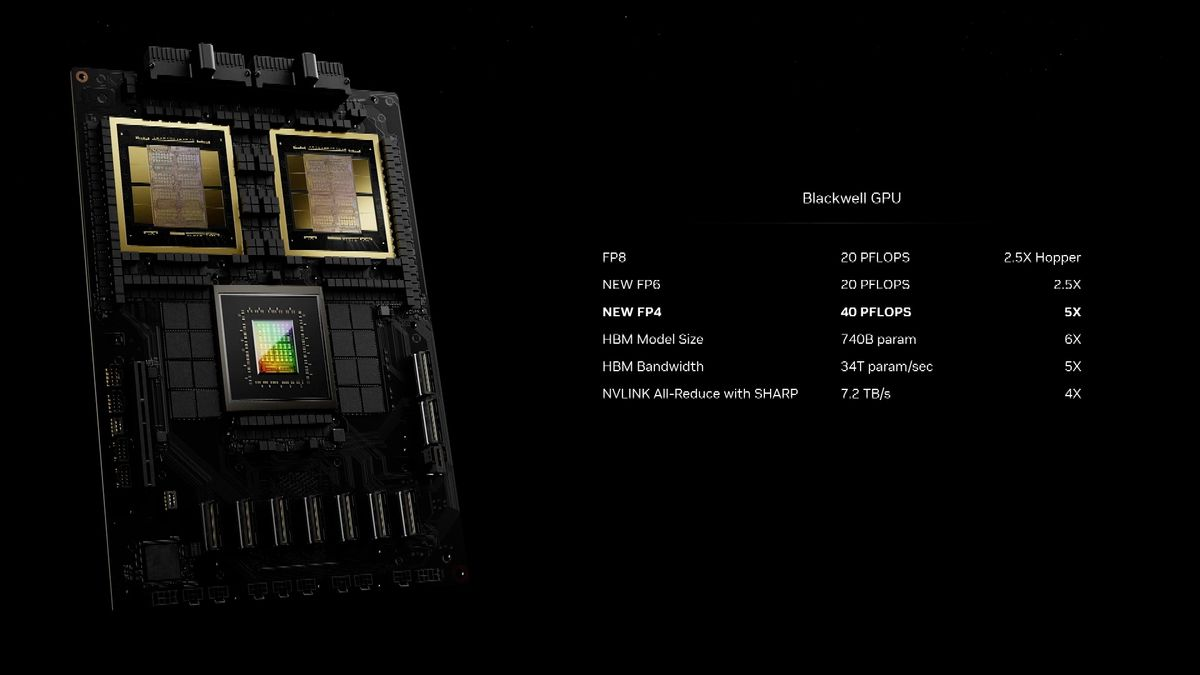 Blackwell GPU
FP8 20 PFLOPS 2.5X Hopper
NEW FP6 20 PFLOPS 2.5X
NEW FP4 40 PFLOPS 5X
HBM Model Size 740B param 6X
HBM Bandwidth 34T param/sec 5X
NVLINK All-Reduce with SHARP 7.2 TB/s 4X